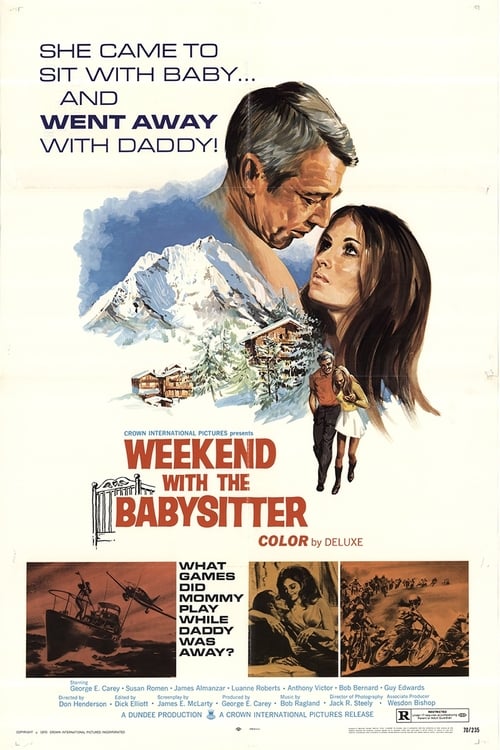 SHE CAME TO
SIT WITH BABY...
AND
WENT AWAY
WITH DADDY!
CROWN INTERNATIONAL PICTURES presents
WEEKEND
WITH THE
BABYSITTER
COLOR by DELUXE
WHAT
GAMES
DID
MOMMY
PLAY
WHILE
DADDY
WAS
AWAY?
Starring
George E. Carey • Susan Romen • James Almanzar • Luanne Roberts • Anthony Victor • Bob Bernard • Guy Edwards
Directed by Don Henderson • Edited by Dick Elliott • Screenplay by James E. McLarty • Produced by George E. Carey • Music by Bob Ragland • Director of Photography Jack R. Steely • Associate Producer Wesdon Bishop
A DUNDEE PRODUCTION A CROWN INTERNATIONAL PICTURES RELEASE
R RESTRICTED
70/235